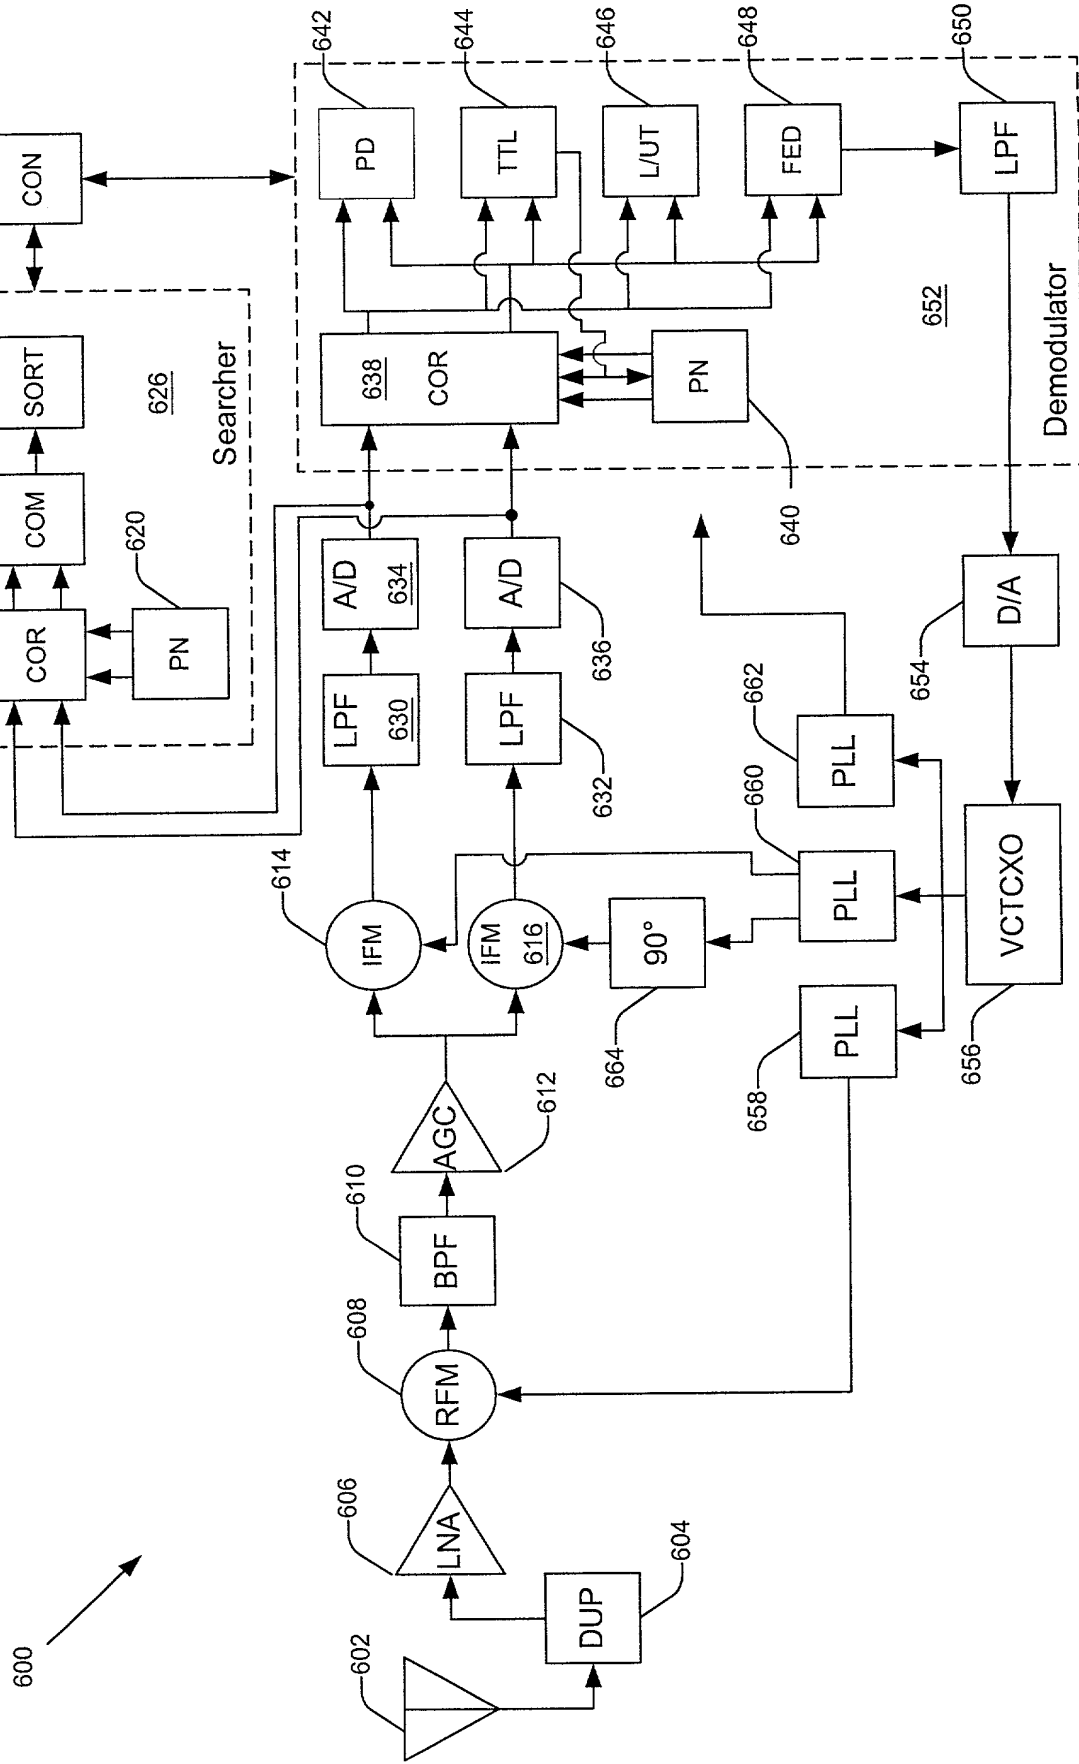 600
602
DUP
604
LNA
606
RFM
608
BPF
610
AGC
612
IFM
614
IFM
616
90°
664
PLL
658
PLL
660
PLL
662
VCTCXO
656
D/A
654
LPF
630
LPF
632
A/D
634
A/D
636
COR
PN
620
COM
SORT
626
Searcher
CON
638
COR
PN
640
PD
642
TTL
644
L/UT
646
FED
648
LPF
650
652
Demodulator